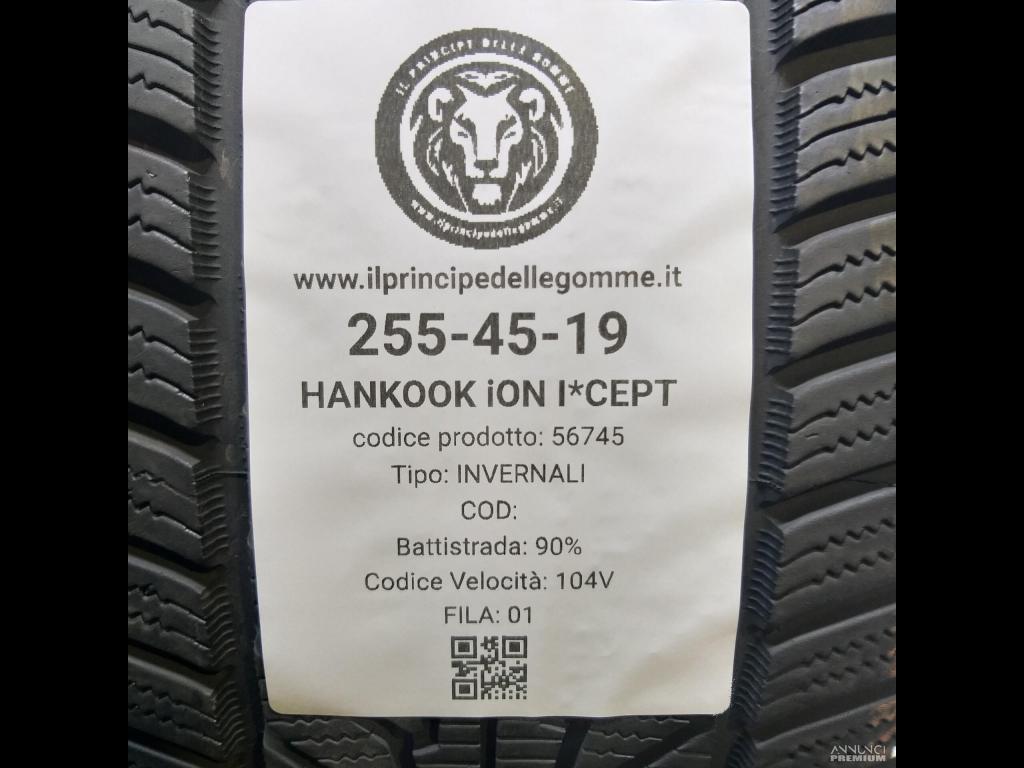 IL PRINCIPE DELLE GOMME
www.ilprincipedellegomme.it
www.ilprincipedellegomme.it
255-45-19
HANKOOK iON I*CEPT
codice prodotto: 56745
Tipo: INVERNALI
COD:
Battistrada: 90%
Codice Velocità: 104V
FILA: 01
ANNUNCI
PREMIUM